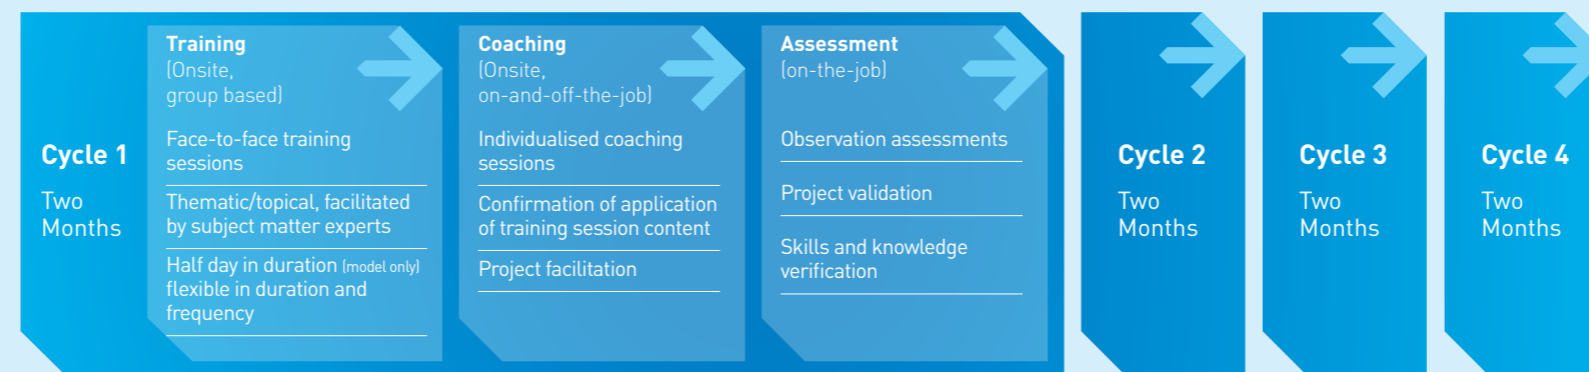 Cycle 1
Two
Months
Training
(Onsite,
group based)
Face-to-face training
sessions
Thematic/topical, facilitated
by subject matter experts
Half day in duration (model only)
flexible in duration and
frequency
Coaching
(Onsite,
on-and-off-the-job)
Individualised coaching
sessions
Confirmation of application
of training session content
Project facilitation
Assessment
(on-the-job)
Observation assessments
Project validation
Skills and knowledge
verification
Cycle 2
Two
Months
Cycle 3
Two
Months
Cycle 4
Two
Months